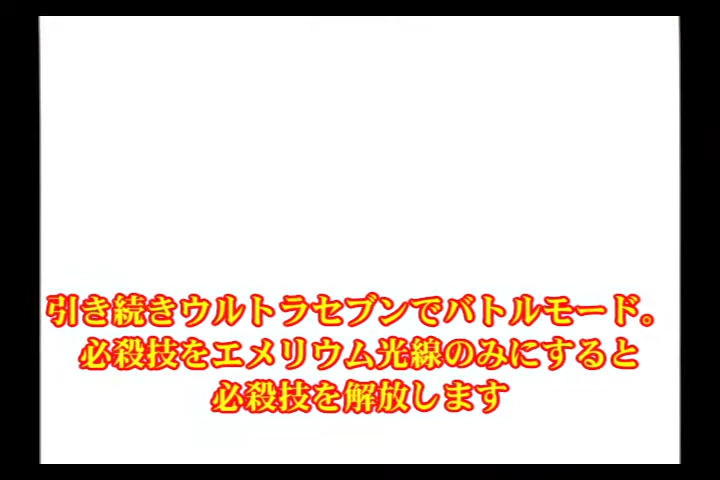 引き続きウルトラセブンでバトルモード。
必殺技をエメリウム光線のみにすると
必殺技を解放します